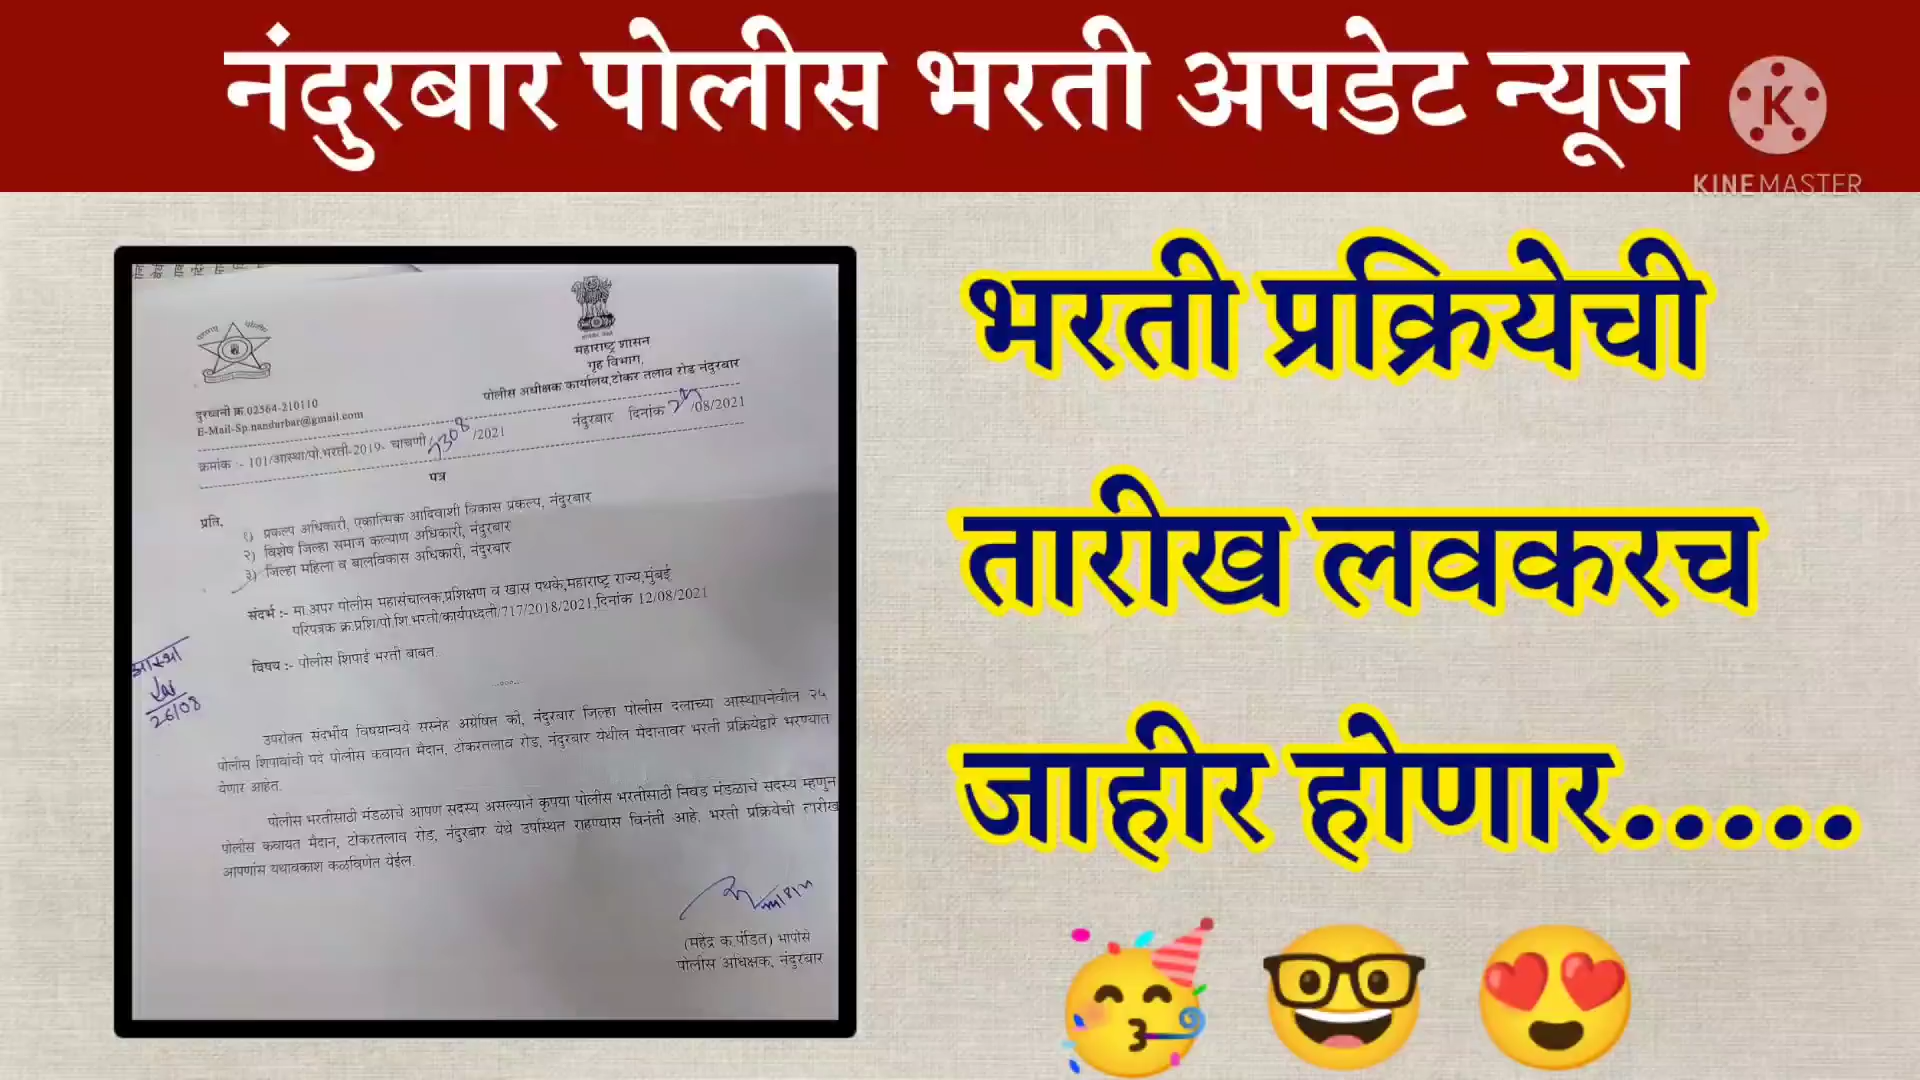 नंदुरबार पोलीस भरती अपडेट न्यूज
KINEMASTER
भरती प्रक्रियेची
तारीख लवकरच
जाहीर होणार.....
महाराष्ट्र शासन
गृह विभाग,
पोलीस अधीक्षक कार्यालय,टोकर तलाव रोड नंदुरबार
दुरध्वनी क्र.02564-210110
E-Mail-Sp.nandurbar@gmail.com
क्रमांक :- 101/आस्था/पो.भरती-2019- चाचणी /7308 /2021
नंदुरबार दिनांक /08/2021
पत्र
प्रति,
१) प्रकल्प अधिकारी, एकात्मिक आदिवाशी विकास प्रकल्प, नंदुरबार
२) विशेष जिल्हा समाज कल्याण अधिकारी, नंदुरबार
३) जिल्हा महिला व बालविकास अधिकारी, नंदुरबार
संदर्भ :- मा.अपर पोलीस महासंचालक,प्रशिक्षण व खास पथके,महाराष्ट्र राज्य,मुंबई
परिपत्रक क्र.प्रशि/पो.शि.भरती/कार्यपध्दती/717/2018/2021,दिनांक 12/08/2021
विषय :- पोलीस शिपाई भरती बाबत.
आस्था
26/08
उपरोक्त संदर्भीय विषयान्वये सस्नेह अग्रेषित की, नंदुरबार जिल्हा पोलीस दलाच्या आस्थापनेवील २५
पोलीस शिपायांची पदे पोलीस कवायत मैदान, टोकरतलाव रोड, नंदुरबार येथील मैदानावर भरती प्रक्रियेद्वारे भरण्यात
येणार आहेत.
पोलीस भरतीसाठी मंडळाचे आपण सदस्य असल्याने कृपया पोलीस भरतीसाठी निवड मंडळाचे सदस्य म्हणुन
पोलीस कवायत मैदान, टोकरतलाव रोड, नंदुरबार येथे उपस्थित राहण्यास विनंती आहे. भरती प्रक्रियेची तारीख
आपणांस यथावकाश कळविणेत येईल.
(महेंद्र क.पंडित) भापोसे
पोलीस अधिक्षक, नंदुरबार